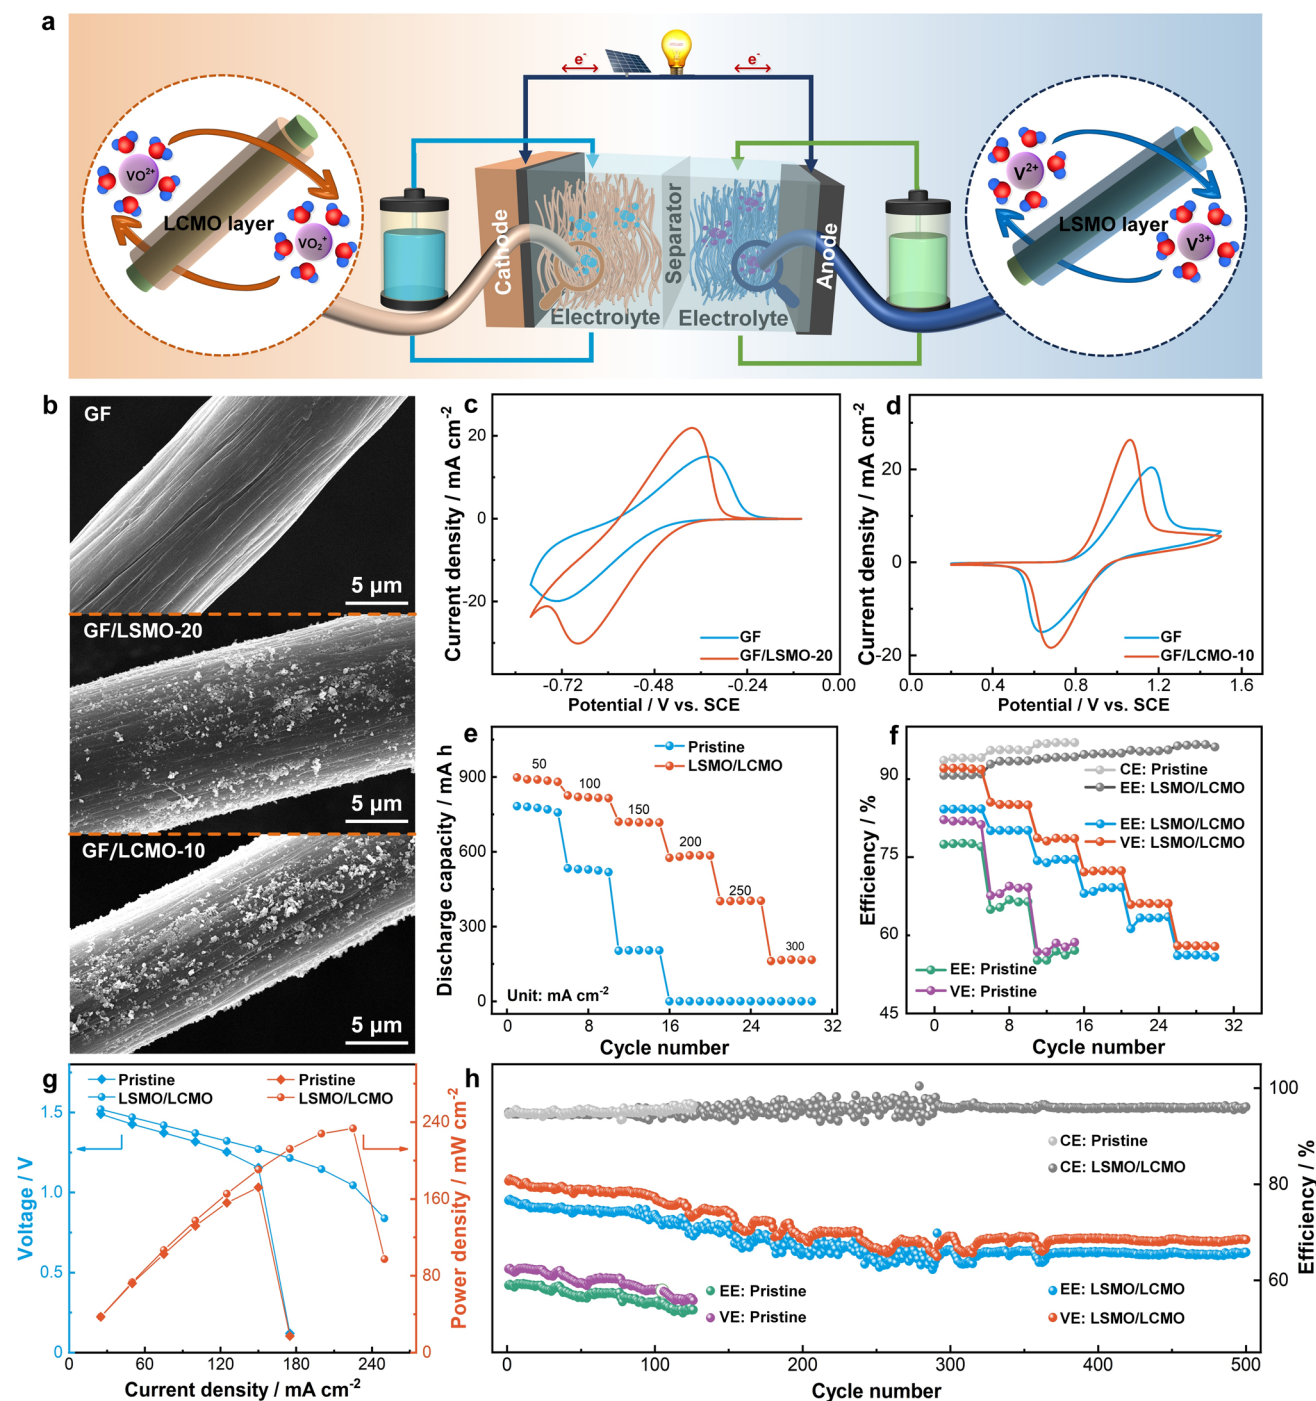 a
e⁻
e⁻
VO²⁺
LCMO layer
VO₂⁺
Cathode
Electrolyte
Separator
Electrolyte
Anode
V²⁺
LSMO layer
V³⁺
b
GF
5 μm
GF/LSMO-20
5 μm
GF/LCMO-10
5 μm
c
Current density / mA cm⁻²
20
0
-20
GF
GF/LSMO-20
-0.72
-0.48
-0.24
0.00
Potential / V vs. SCE
d
Current density / mA cm⁻²
20
0
-20
GF
GF/LCMO-10
0.0
0.4
0.8
1.2
1.6
Potential / V vs. SCE
e
Discharge capacity / mA h
900
600
300
0
Pristine
LSMO/LCMO
50
100
150
200
250
300
Unit: mA cm⁻²
0
8
16
24
32
Cycle number
f
Efficiency / %
90
75
60
45
CE: Pristine
EE: LSMO/LCMO
EE: LSMO/LCMO
VE: LSMO/LCMO
EE: Pristine
VE: Pristine
0
8
16
24
32
Cycle number
g
Pristine
LSMO/LCMO
Pristine
LSMO/LCMO
Voltage / V
1.5
1.0
0.5
0
240
160
80
0
Power density / mW cm⁻²
0
60
120
180
240
Current density / mA cm⁻²
h
CE: Pristine
CE: LSMO/LCMO
EE: Pristine
VE: Pristine
EE: LSMO/LCMO
VE: LSMO/LCMO
100
80
60
Efficiency / %
0
100
200
300
400
500
Cycle number